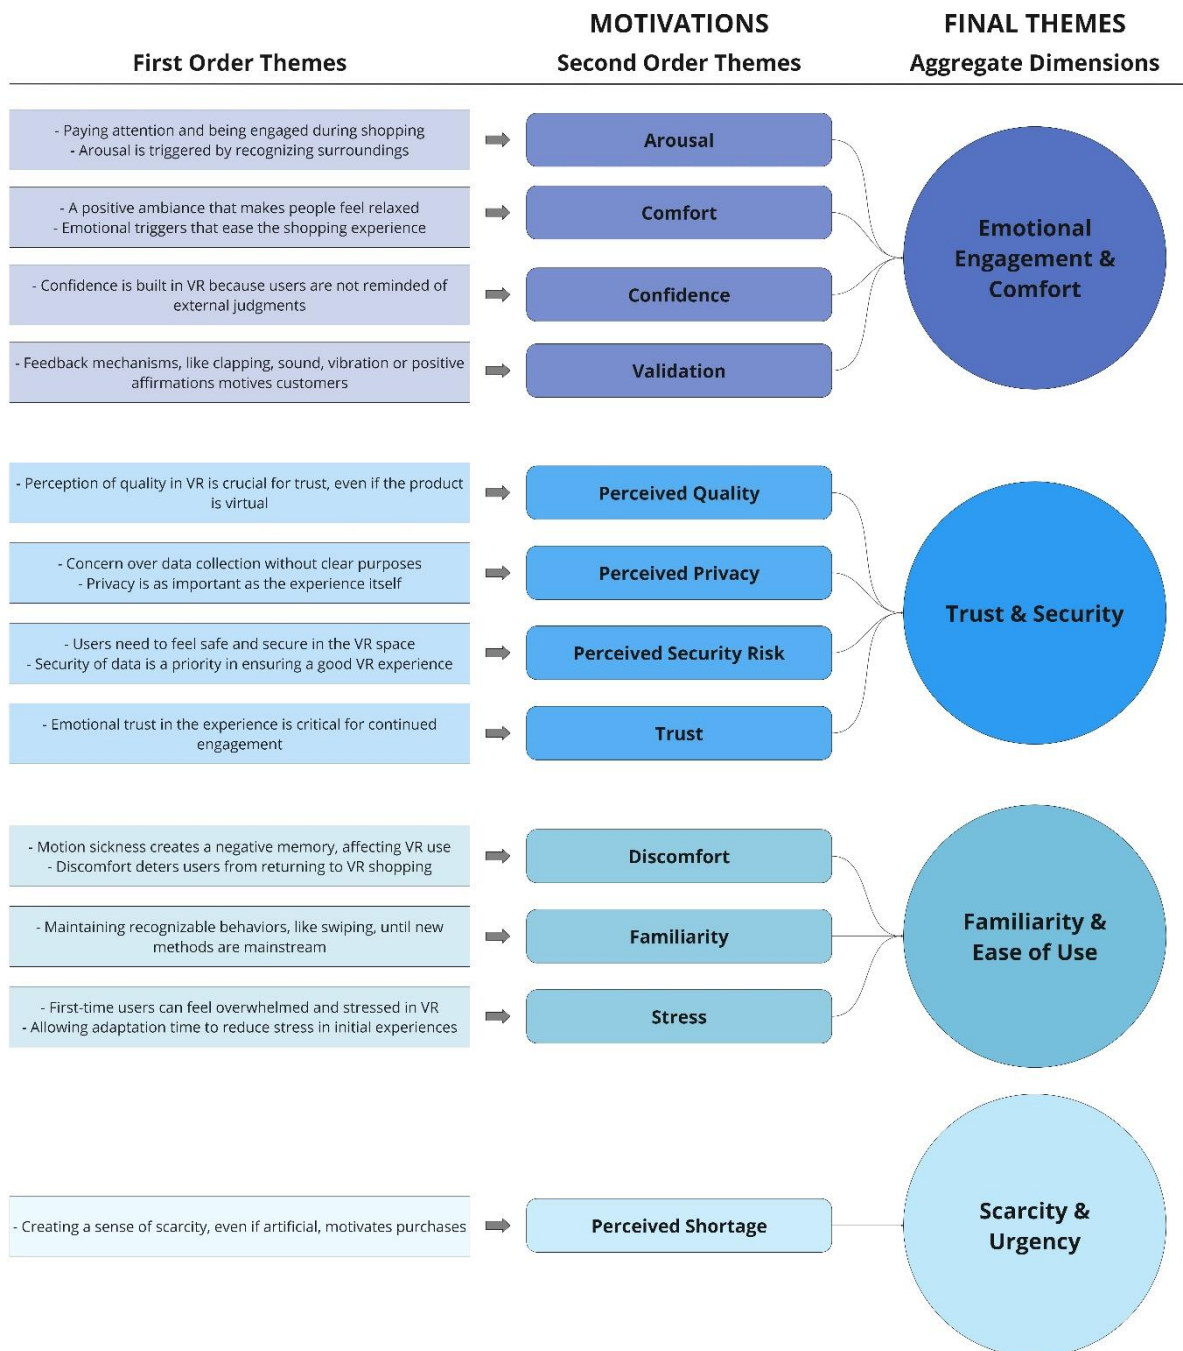 MOTIVATIONS
FINAL THEMES
First Order Themes
Second Order Themes
Aggregate Dimensions
- Paying attention and being engaged during shopping
- Arousal is triggered by recognizing surroundings
Arousal
- A positive ambiance that makes people feel relaxed
- Emotional triggers that ease the shopping experience
Comfort
- Confidence is built in VR because users are not reminded of
external judgments
Confidence
- Feedback mechanisms, like clapping, sound, vibration or positive
affirmations motives customers
Validation
Emotional
Engagement &
Comfort
- Perception of quality in VR is crucial for trust, even if the product
is virtual
Perceived Quality
- Concern over data collection without clear purposes
- Privacy is as important as the experience itself
Perceived Privacy
- Users need to feel safe and secure in the VR space
- Security of data is a priority in ensuring a good VR experience
Perceived Security Risk
- Emotional trust in the experience is critical for continued
engagement
Trust
Trust & Security
- Motion sickness creates a negative memory, affecting VR use
- Discomfort deters users from returning to VR shopping
Discomfort
- Maintaining recognizable behaviors, like swiping, until new
methods are mainstream
Familiarity
- First-time users can feel overwhelmed and stressed in VR
- Allowing adaptation time to reduce stress in initial experiences
Stress
Familiarity &
Ease of Use
- Creating a sense of scarcity, even if artificial, motivates purchases
Perceived Shortage
Scarcity &
Urgency